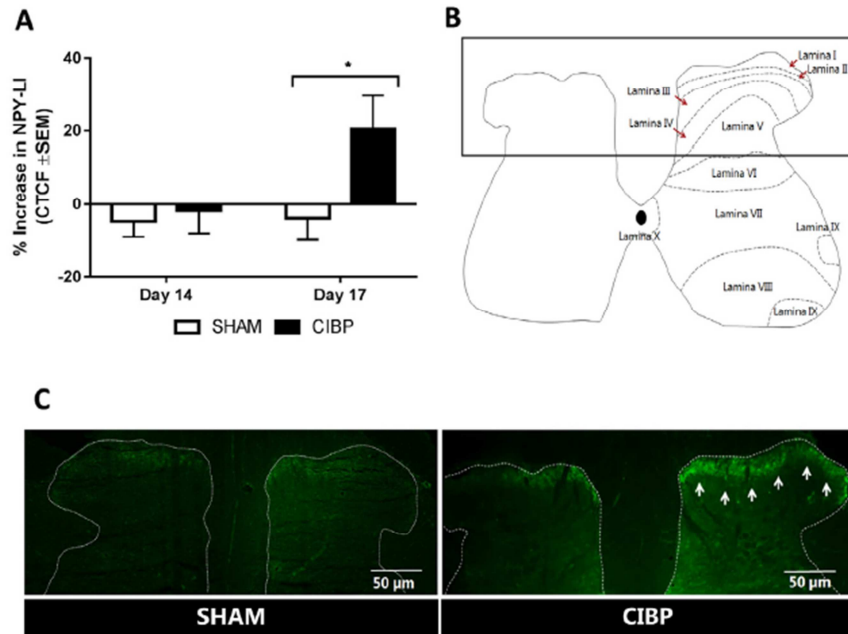 A
% Increase in NPY-LI
(CTCF ±SEM)
40
20
0
-20
*
Day 14
Day 17
SHAM
CIBP
B
Lamina I
Lamina II
Lamina III
Lamina IV
Lamina V
Lamina VI
Lamina VII
Lamina IX
Lamina X
Lamina VIII
Lamina IX
C
50 µm
50 µm
SHAM
CIBP